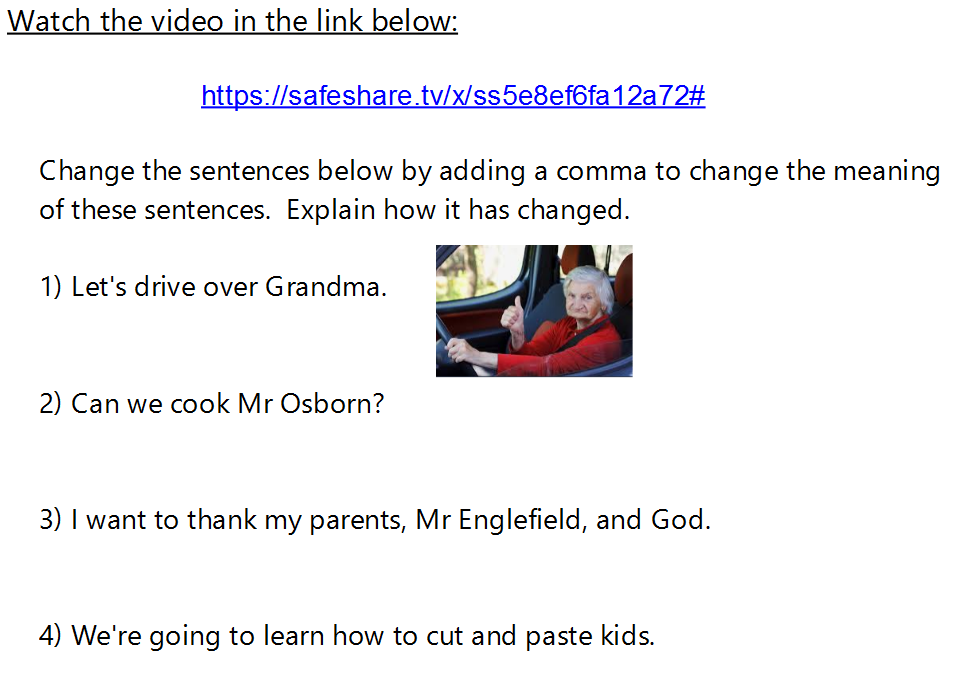 Watch the video in the link below:
https://safeshare.tv/x/ss5e8ef6fa12a72#
Change the sentences below by adding a comma to change the meaning
of these sentences.  Explain how it has changed.
1) Let's drive over Grandma.
2) Can we cook Mr Osborn?
3) I want to thank my parents, Mr Englefield, and God.
4) We're going to learn how to cut and paste kids.